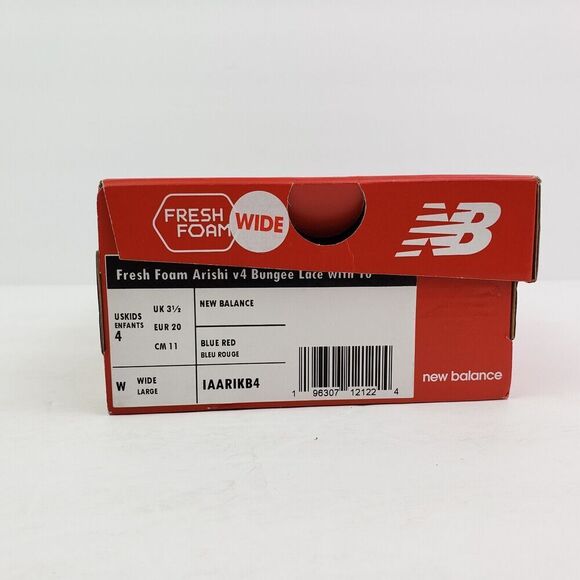 FRESH
FOAM
WIDE
NB
Fresh Foam Arishi v4 Bungee Lace with To
USKIDS
ENFANTS
4
UK 3½
EUR 20
CM 11
NEW BALANCE
BLUE RED
BLEU ROUGE
W
WIDE
LARGE
IAARIKB4
1 96307 12122 4
new balance